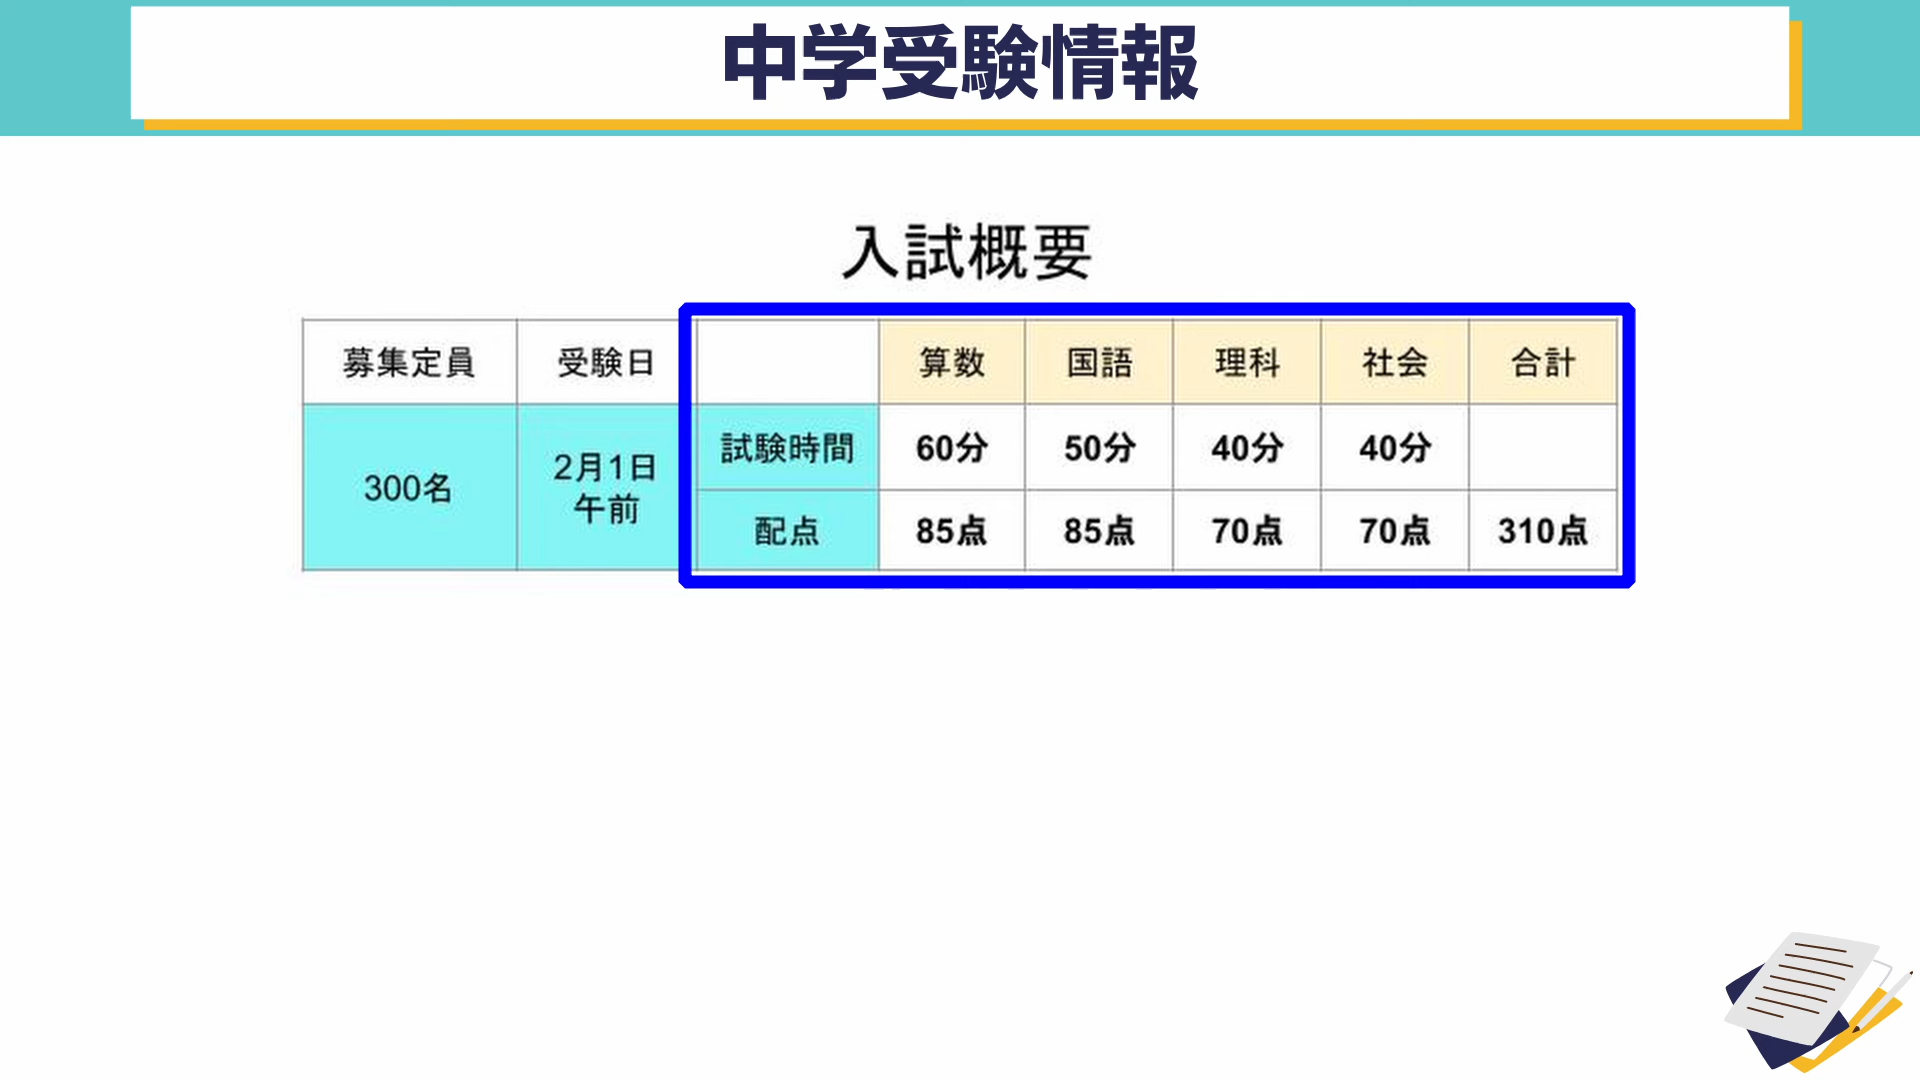 中学受験情報
入試概要
募集定員 受験日 算数 国語 理科 社会 合計
300名 2月1日午前 試験時間 60分 50分 40分 40分
配点 85点 85点 70点 70点 310点